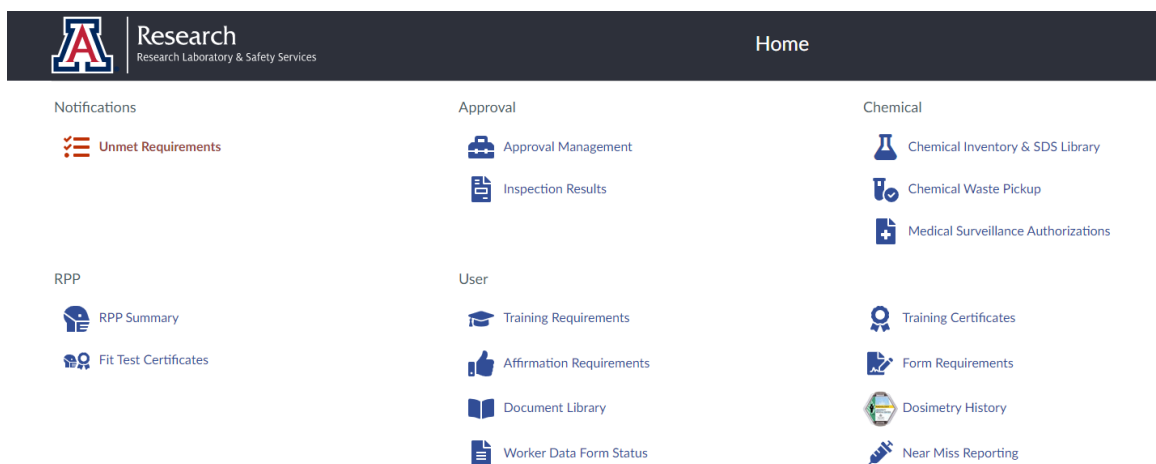 A
Research
Research Laboratory & Safety Services
Home
Notifications
Unmet Requirements
Approval
Approval Management
Inspection Results
Chemical
Chemical Inventory & SDS Library
Chemical Waste Pickup
Medical Surveillance Authorizations
RPP
RPP Summary
Fit Test Certificates
User
Training Requirements
Training Certificates
Affirmation Requirements
Form Requirements
Document Library
Dosimetry History
Worker Data Form Status
Near Miss Reporting